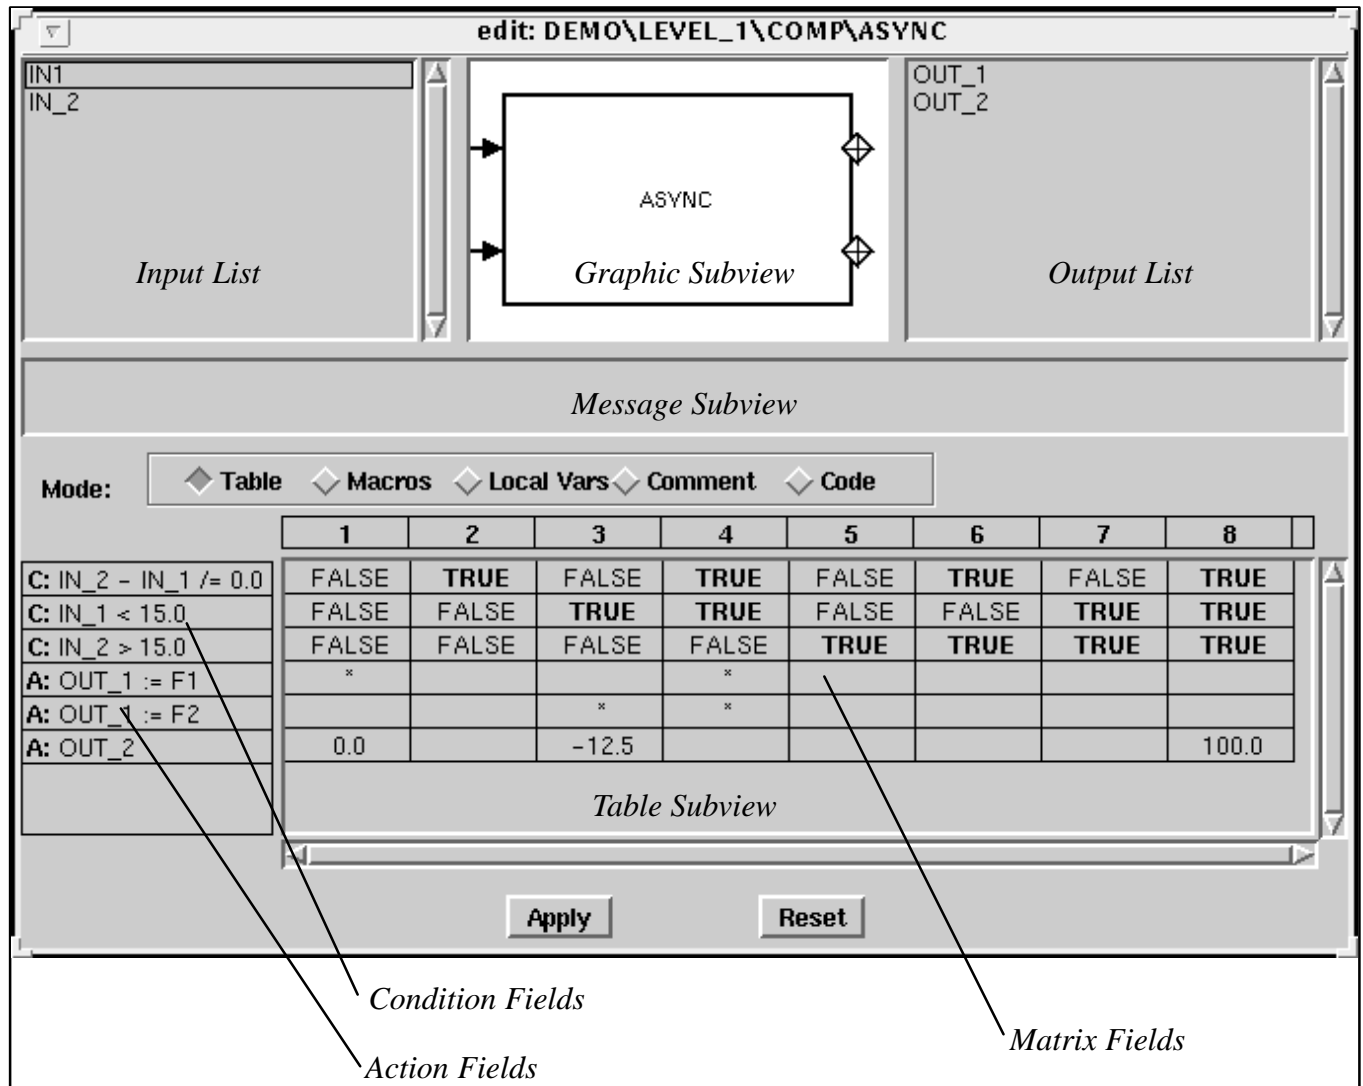 edit: DEMO\LEVEL_1\COMP\ASYNC
IN1
IN_2
Input List
ASYNC
Graphic Subview
OUT_1
OUT_2
Output List
Message Subview
Mode: Table Macros Local Vars Comment Code
1 2 3 4 5 6 7 8
C: IN_2 - IN_1 /= 0.0 FALSE TRUE FALSE TRUE FALSE TRUE FALSE TRUE
C: IN_1 < 15.0 FALSE FALSE TRUE TRUE FALSE FALSE TRUE TRUE
C: IN_2 > 15.0 FALSE FALSE FALSE FALSE TRUE TRUE TRUE TRUE
A: OUT_1 := F1 * *
A: OUT_1 := F2 * *
A: OUT_2 0.0 -12.5 100.0
Table Subview
Apply Reset
Condition Fields
Matrix Fields
Action Fields